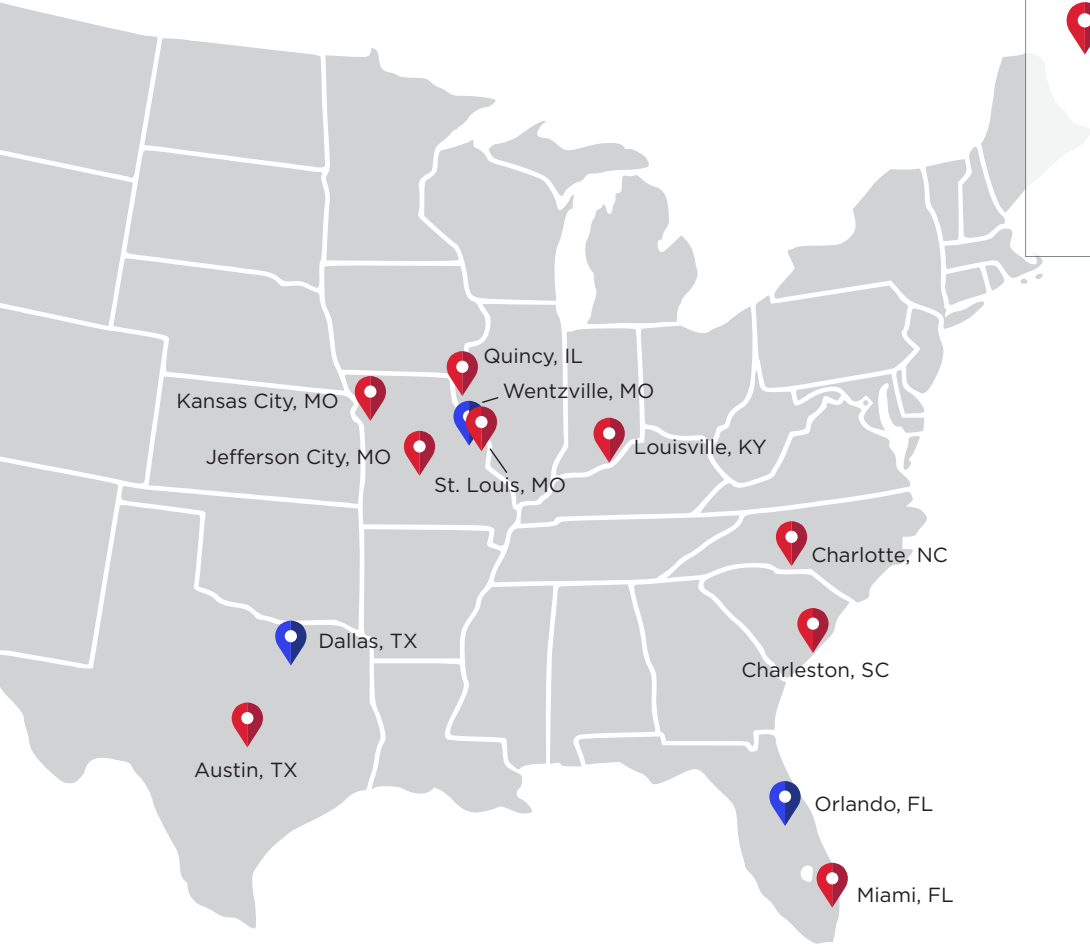 Quincy, IL
Wentzville, MO
Kansas City, MO
Louisville, KY
Jefferson City, MO
St. Louis, MO
Charlotte, NC
Dallas, TX
Charleston, SC
Austin, TX
Orlando, FL
Miami, FL